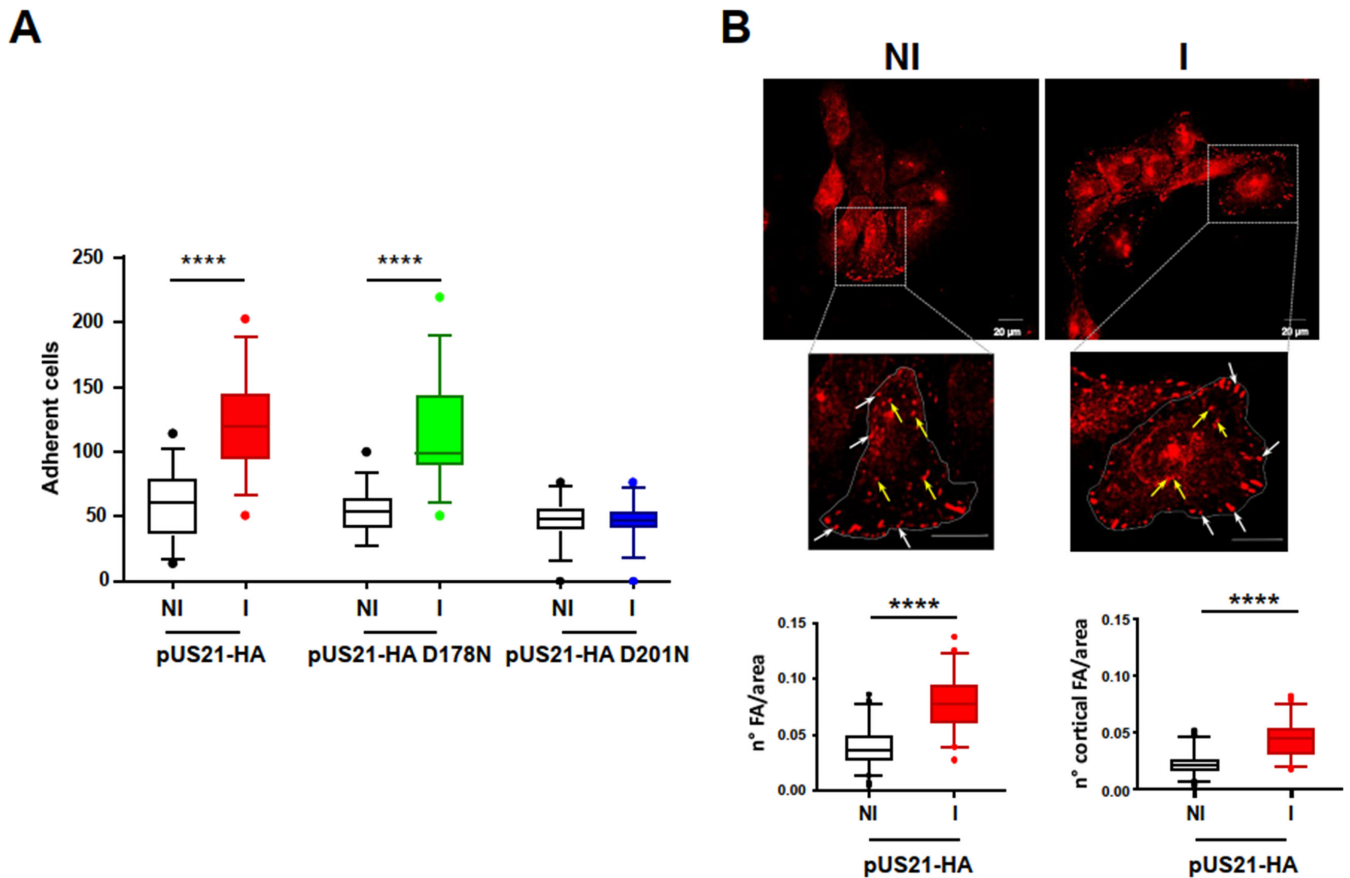 A
B
NI
I
20 µm
20 µm
Adherent cells
250
200
150
100
50
0
****
****
NI
I
NI
I
NI
I
pUS21-HA
pUS21-HA D178N
pUS21-HA D201N
n° FA/area
0.15
0.10
0.05
0.00
****
NI
I
pUS21-HA
n° cortical FA/area
0.15
0.10
0.05
0.00
****
NI
I
pUS21-HA